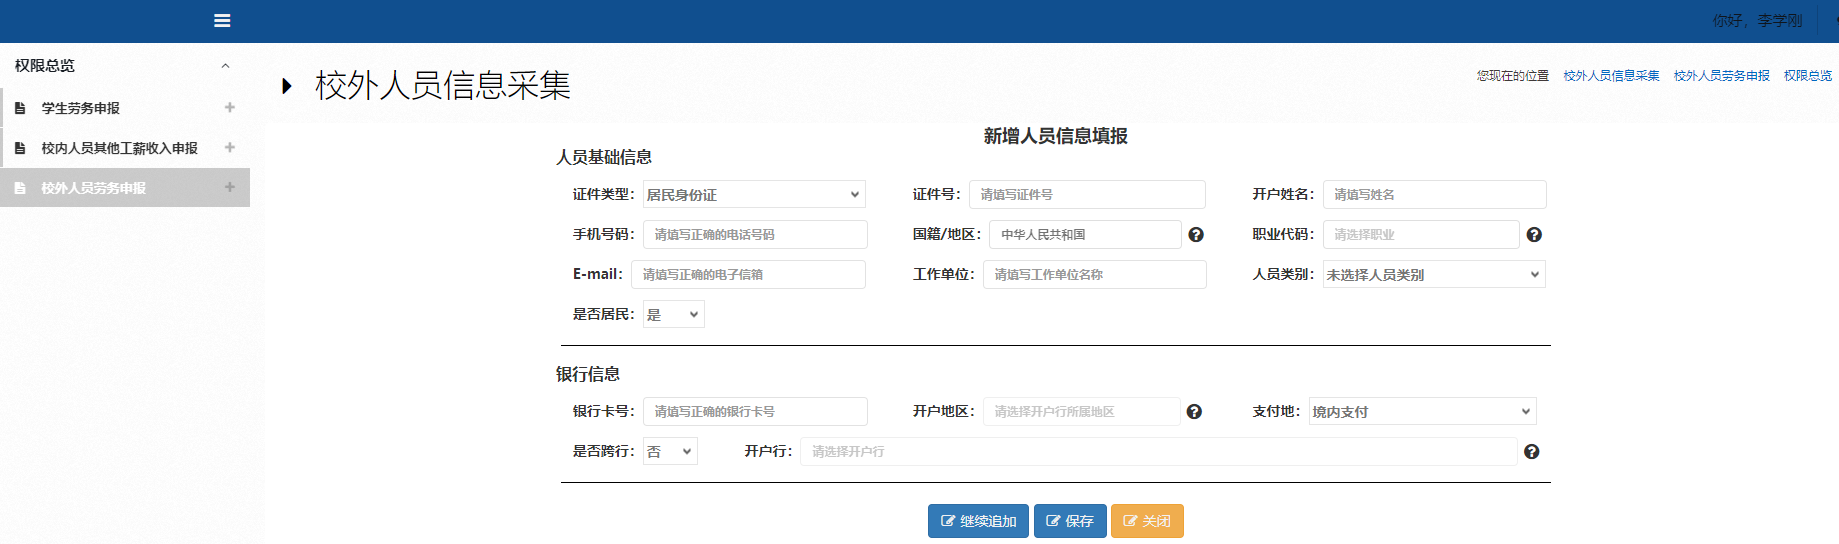 你好，李学刚
权限总览
学生劳务申报
校内人员其他工薪收入申报
校外人员劳务申报
校外人员信息采集
您现在的位置 校外人员信息采集 校外人员劳务申报 权限总览
新增人员信息填报
人员基础信息
证件类型： 居民身份证 证件号： 请填写证件号 开户姓名： 请填写姓名
手机号码： 请填写正确的电话号码 国籍/地区： 中华人民共和国 职业代码： 请选择职业
E-mail： 请填写正确的电子信箱 工作单位： 请填写工作单位名称 人员类别： 未选择人员类别
是否居民： 是
银行信息
银行卡号： 请填写正确的银行卡号 开户地区： 请选择开户行所属地区 支付地： 境内支付
是否跨行： 否 开户行： 请选择开户行
继续追加 保存 关闭